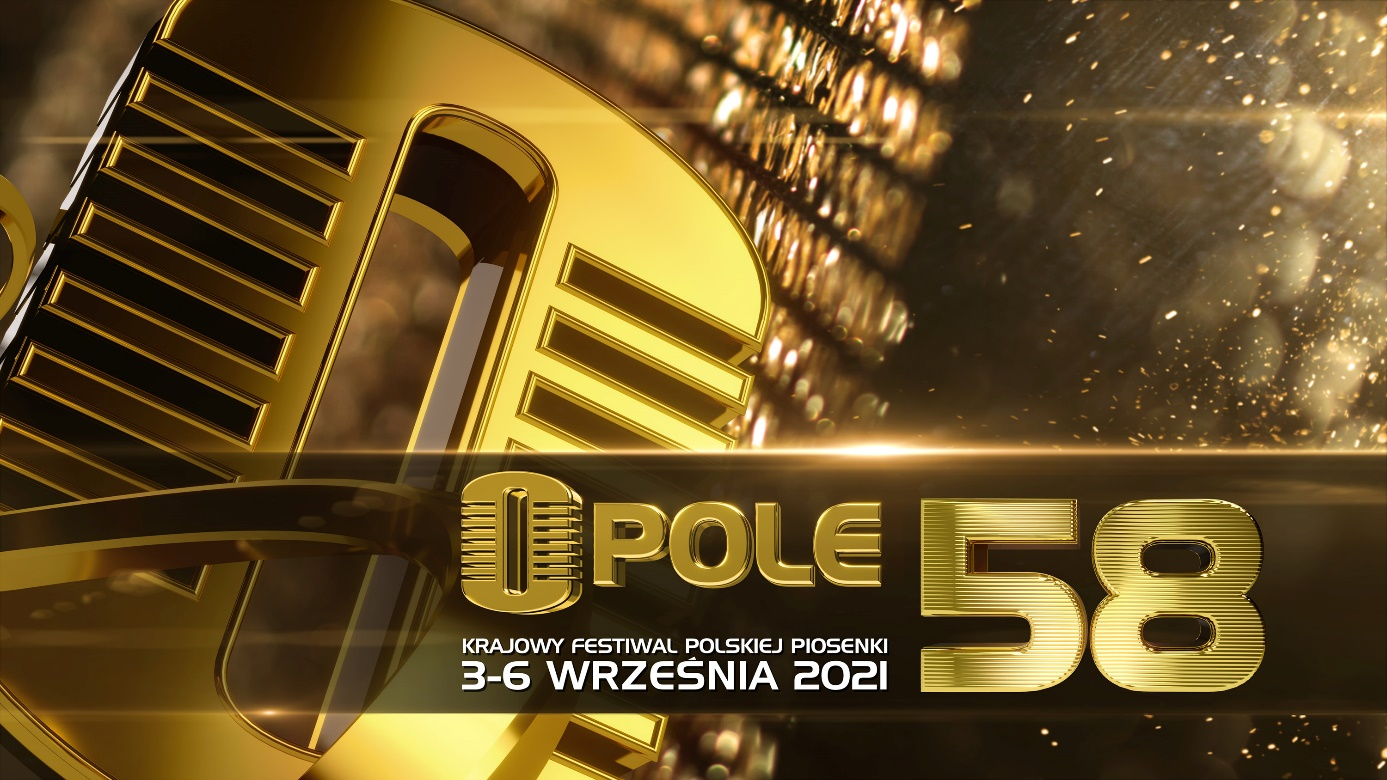 OPOLE 58
KRAJOWY FESTIWAL POLSKIEJ PIOSENKI
3-6 WRZEŚNIA 2021